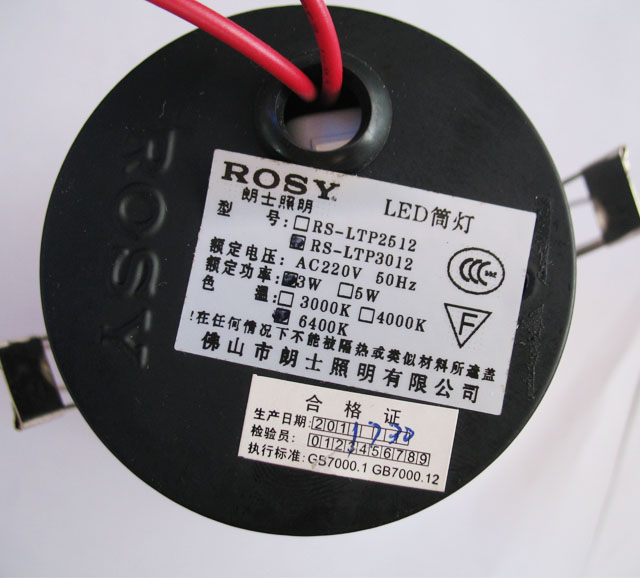 ROSY
ROSY
朗士照明 LED筒灯
型 号:□RS-LTP2512
■RS-LTP3012
额定电压: AC220V 50Hz
额定功率:■3W □5W
色 温:□3000K □4000K
■6400K
!在任何情况下不能被隔热或类似材料所遮盖
佛山市朗士照明有限公司
F
合格证
生产日期:2011
检验员: 0123456789
执行标准: GB7000.1 GB7000.12